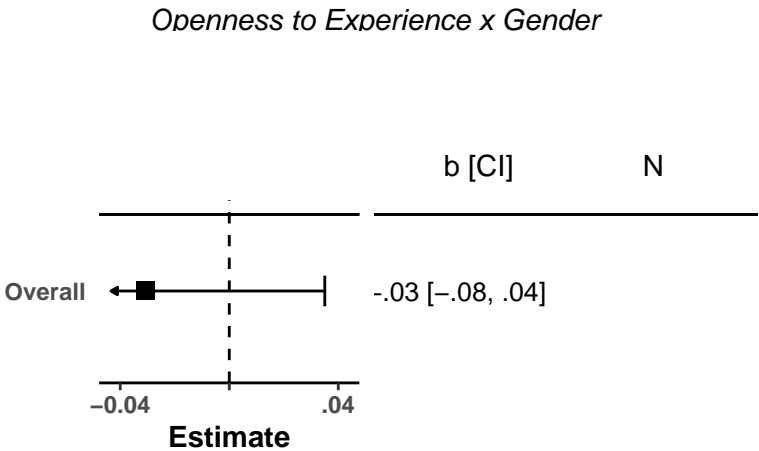 Openness to Experience x Gender
b [CI] N
Overall -.03 [−.08, .04]
−0.04 .04
Estimate